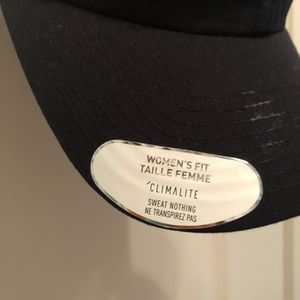 WOMEN'S FIT
TAILLE FEMME
CLIMALITE
SWEAT NOTHING
NE TRANSPIREZ PAS